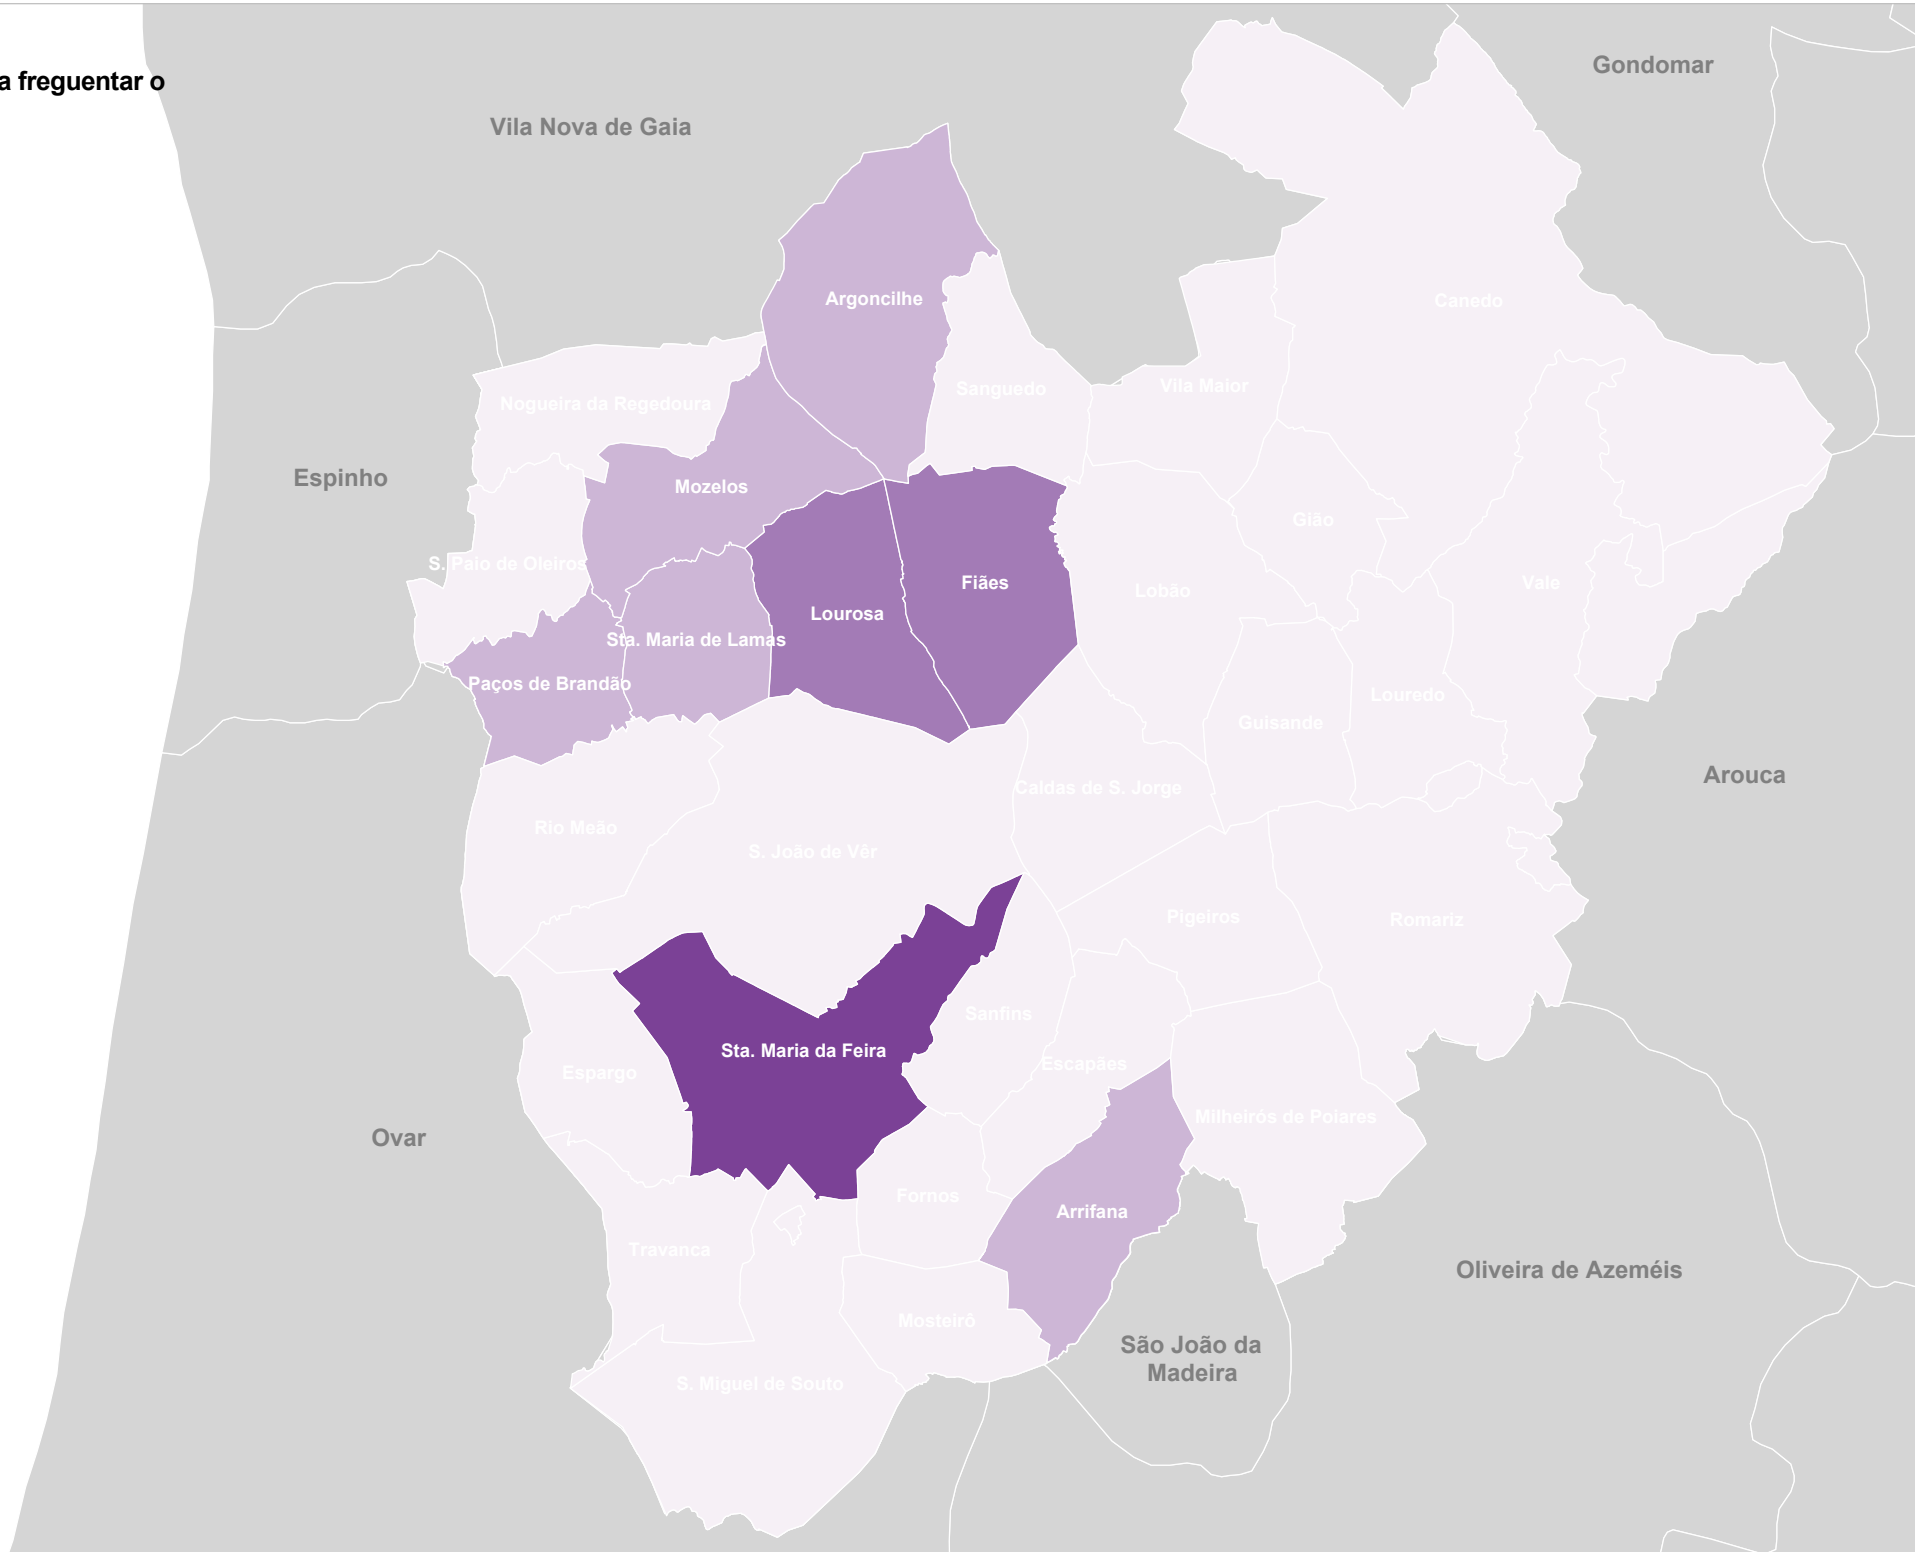 Gondomar
a freguentar o
Vila Nova de Gaia
Argoncilhe
Canedo
Sanguedo
Vila Maior
Nogueira da Regedoura
Espinho
Mozelos
Gião
S. Paio de Oleiros
Fiães
Vale
Lobão
Lourosa
Sta. Maria de Lamas
Paços de Brandão
Louredo
Guisande
Arouca
Caldas de S. Jorge
Rio Meão
S. João de Vêr
Pigeiros
Romariz
Sanfins
Sta. Maria da Feira
Escapães
Espargo
Milheirós de Poiares
Ovar
Fornos
Arrifana
Travanca
Oliveira de Azeméis
Mosteirô
São João da
Madeira
S. Miguel de Souto